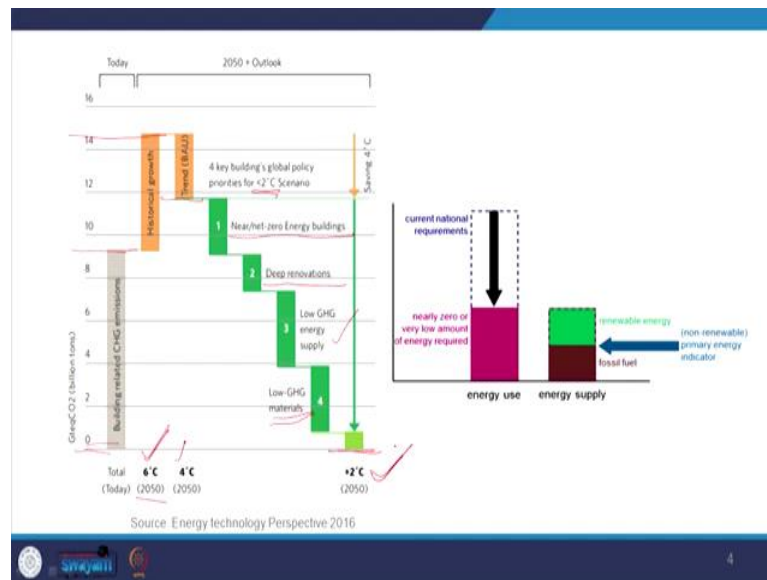 Today
2050 + Outlook
16
14
12
10
8
6
4
2
0
GteqCO2 (billion tons)
Building related CHG emissions
Historical growth
Trend (BAU)
4 key building's global policy
priorities for <2°C Scenario
Saving 4°C
1
Near/net-zero Energy buildings
2
Deep renovations
3
Low GHG
energy
supply
4
Low-GHG
materials
Total
(Today)
6°C
(2050)
4°C
(2050)
+2°C
(2050)
current national
requirements
nearly zero or
very low amount
of energy required
renewable energy
(non-renewable)
primary energy
indicator
fossil fuel
energy use
energy supply
Source: Energy technology Perspective 2016
swayam
4